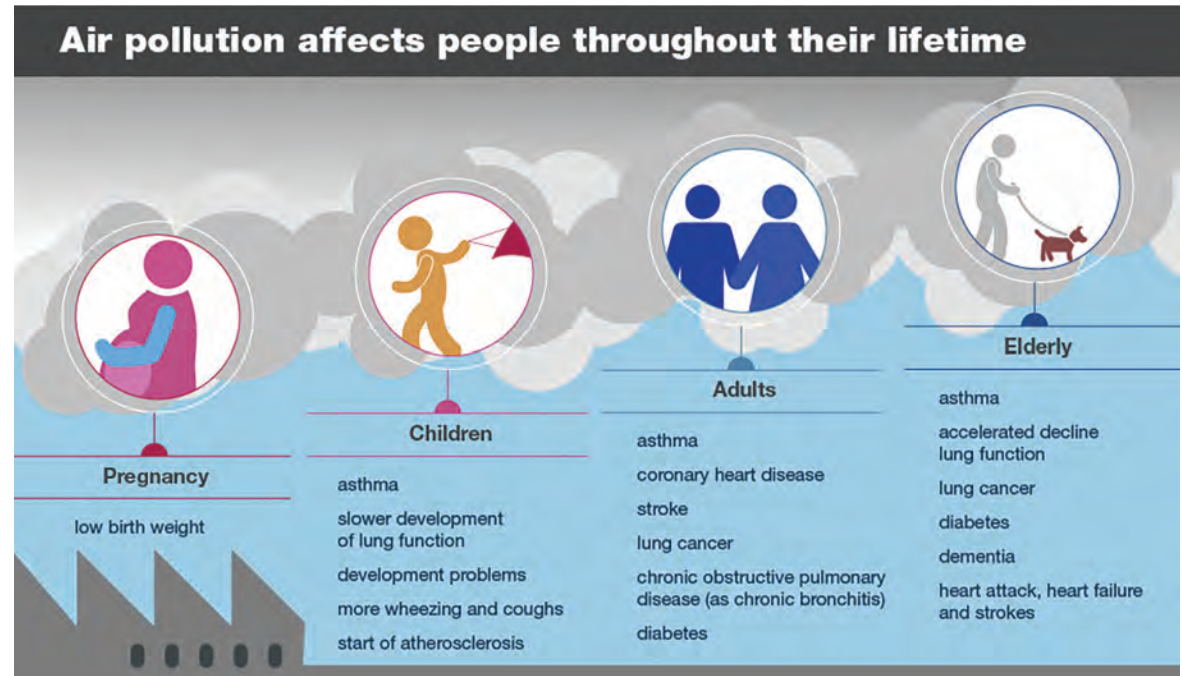 Air pollution affects people throughout their lifetime
Pregnancy
low birth weight
Children
asthma
slower development
of lung function
development problems
more wheezing and coughs
start of atherosclerosis
Adults
asthma
coronary heart disease
stroke
lung cancer
chronic obstructive pulmonary
disease (as chronic bronchitis)
diabetes
Elderly
asthma
accelerated decline
lung function
lung cancer
diabetes
dementia
heart attack, heart failure
and strokes